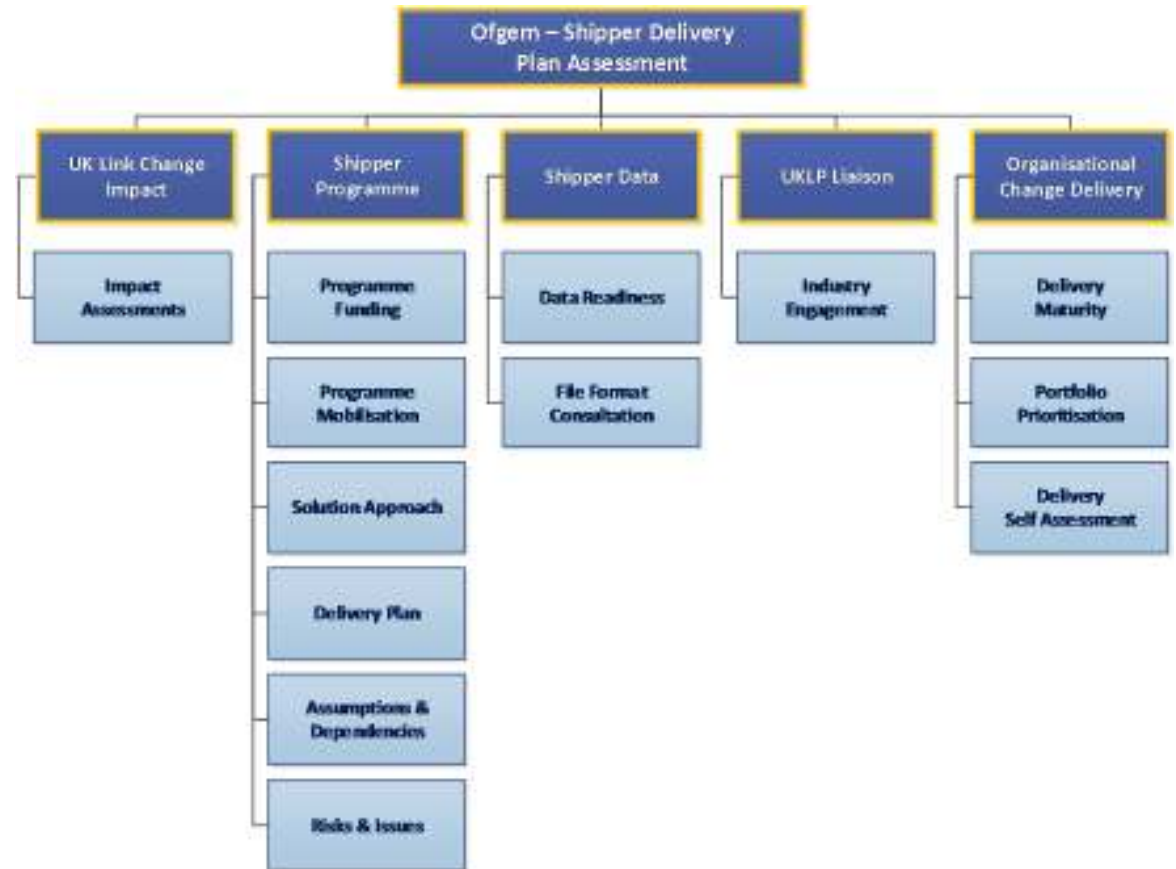 Ofgem – Shipper Delivery
Plan Assessment
UK Link Change
Impact
Shipper
Programme
Shipper Data
UKLP Liaison
Organisational
Change Delivery
Impact
Assessments
Programme
Funding
Data Readiness
Industry
Engagement
Delivery
Maturity
Programme
Mobilisation
File Format
Consultation
Portfolio
Prioritisation
Solution Approach
Delivery
Self Assessment
Delivery Plan
Assumptions &
Dependencies
Risks & Issues